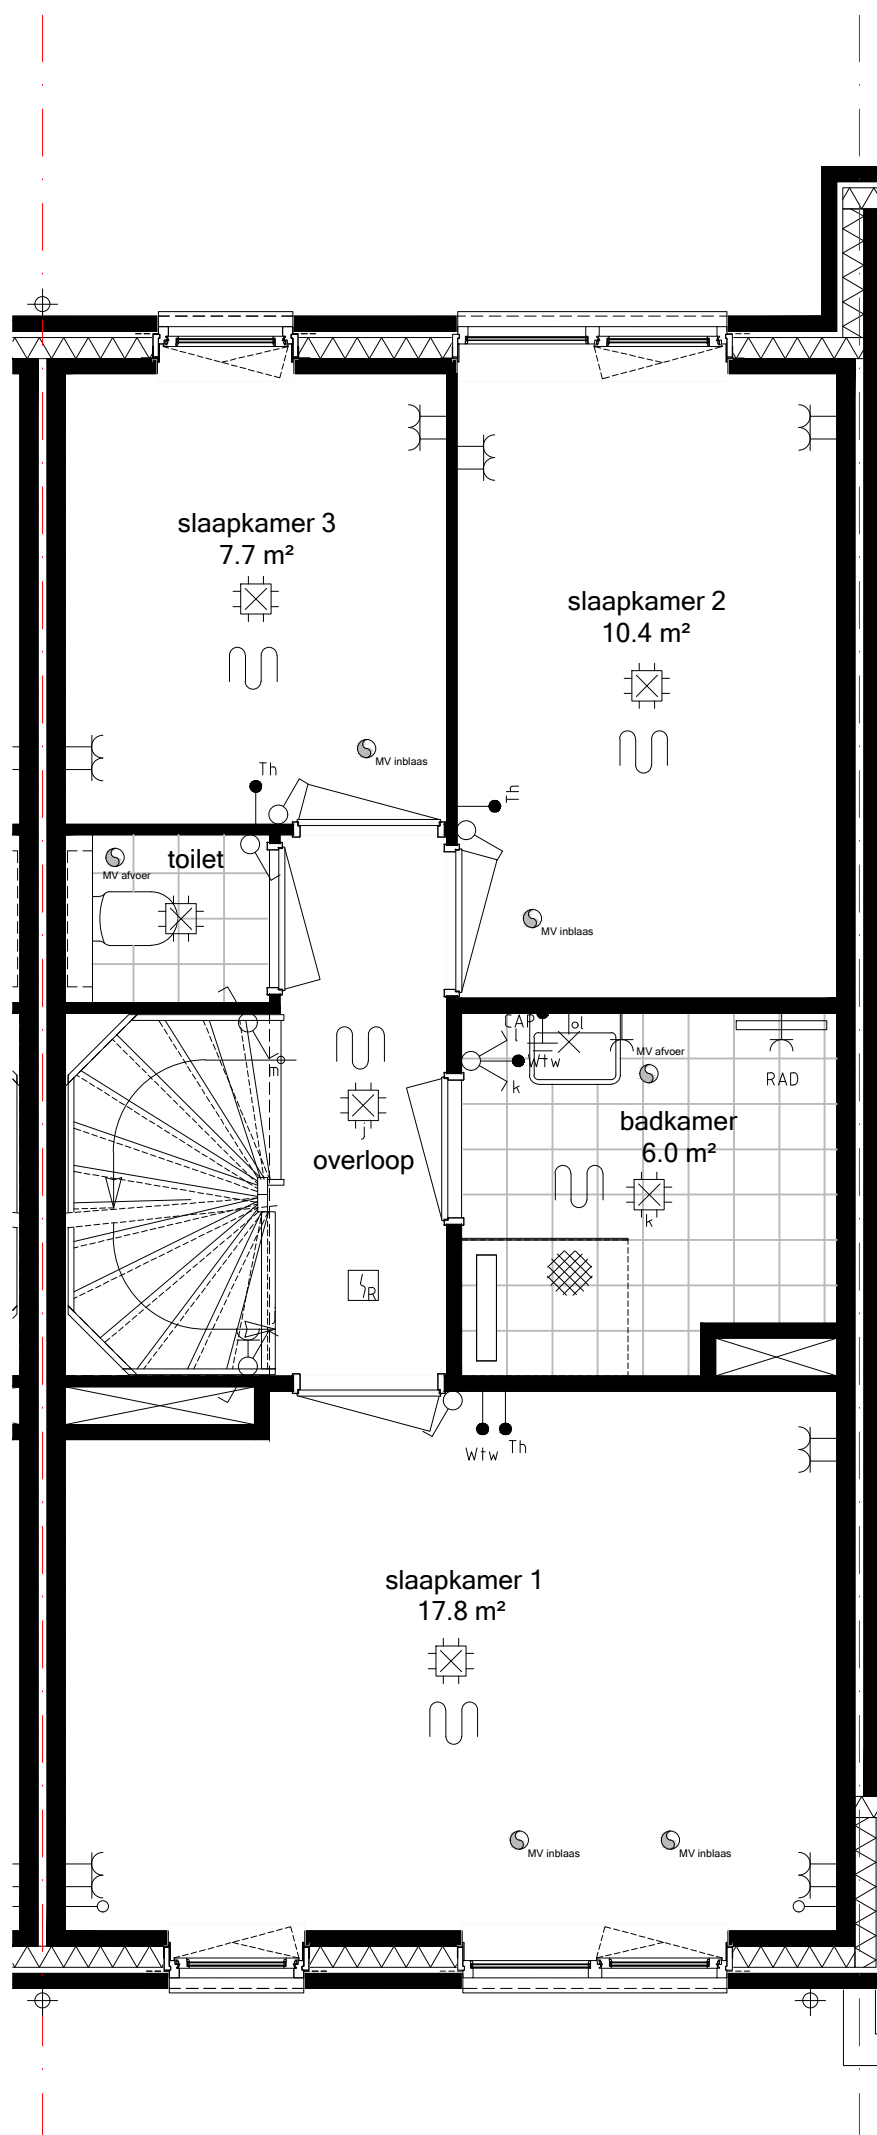 slaapkamer 3
7.7 m²
slaapkamer 2
10.4 m²
MV inblaas
Th
Th
toilet
MV afvoer
MV inblaas
CAP
l
ol
Wtw
k
MV afvoer
RAD
m
j
overloop
badkamer
6.0 m²
k
R
Wtw
Th
slaapkamer 1
17.8 m²
MV inblaas
MV inblaas